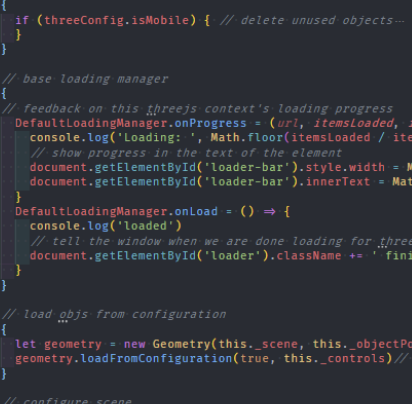 {
if (threeConfig.isMobile) { // delete unused objects…
}
}
// base loading manager
{
// feedback on this threejs context's loading progress
DefaultLoadingManager.onProgress = (url, itemsLoaded,
console.log('Loading: ', Math.floor(itemsLoaded / ite
// show progress in the text of the element
document.getElementById('loader-bar').style.width = M
document.getElementById('loader-bar').innerText = Mat
}
DefaultLoadingManager.onLoad = () => {
console.log('loaded')
// tell the window when we are done loading for three
document.getElementById('loader').className += ' fini
}
}
// load objs from configuration
{
let geometry = new Geometry(this._scene, this._objectPo
geometry.loadFromConfiguration(true, this._controls)//
}
// configure scene